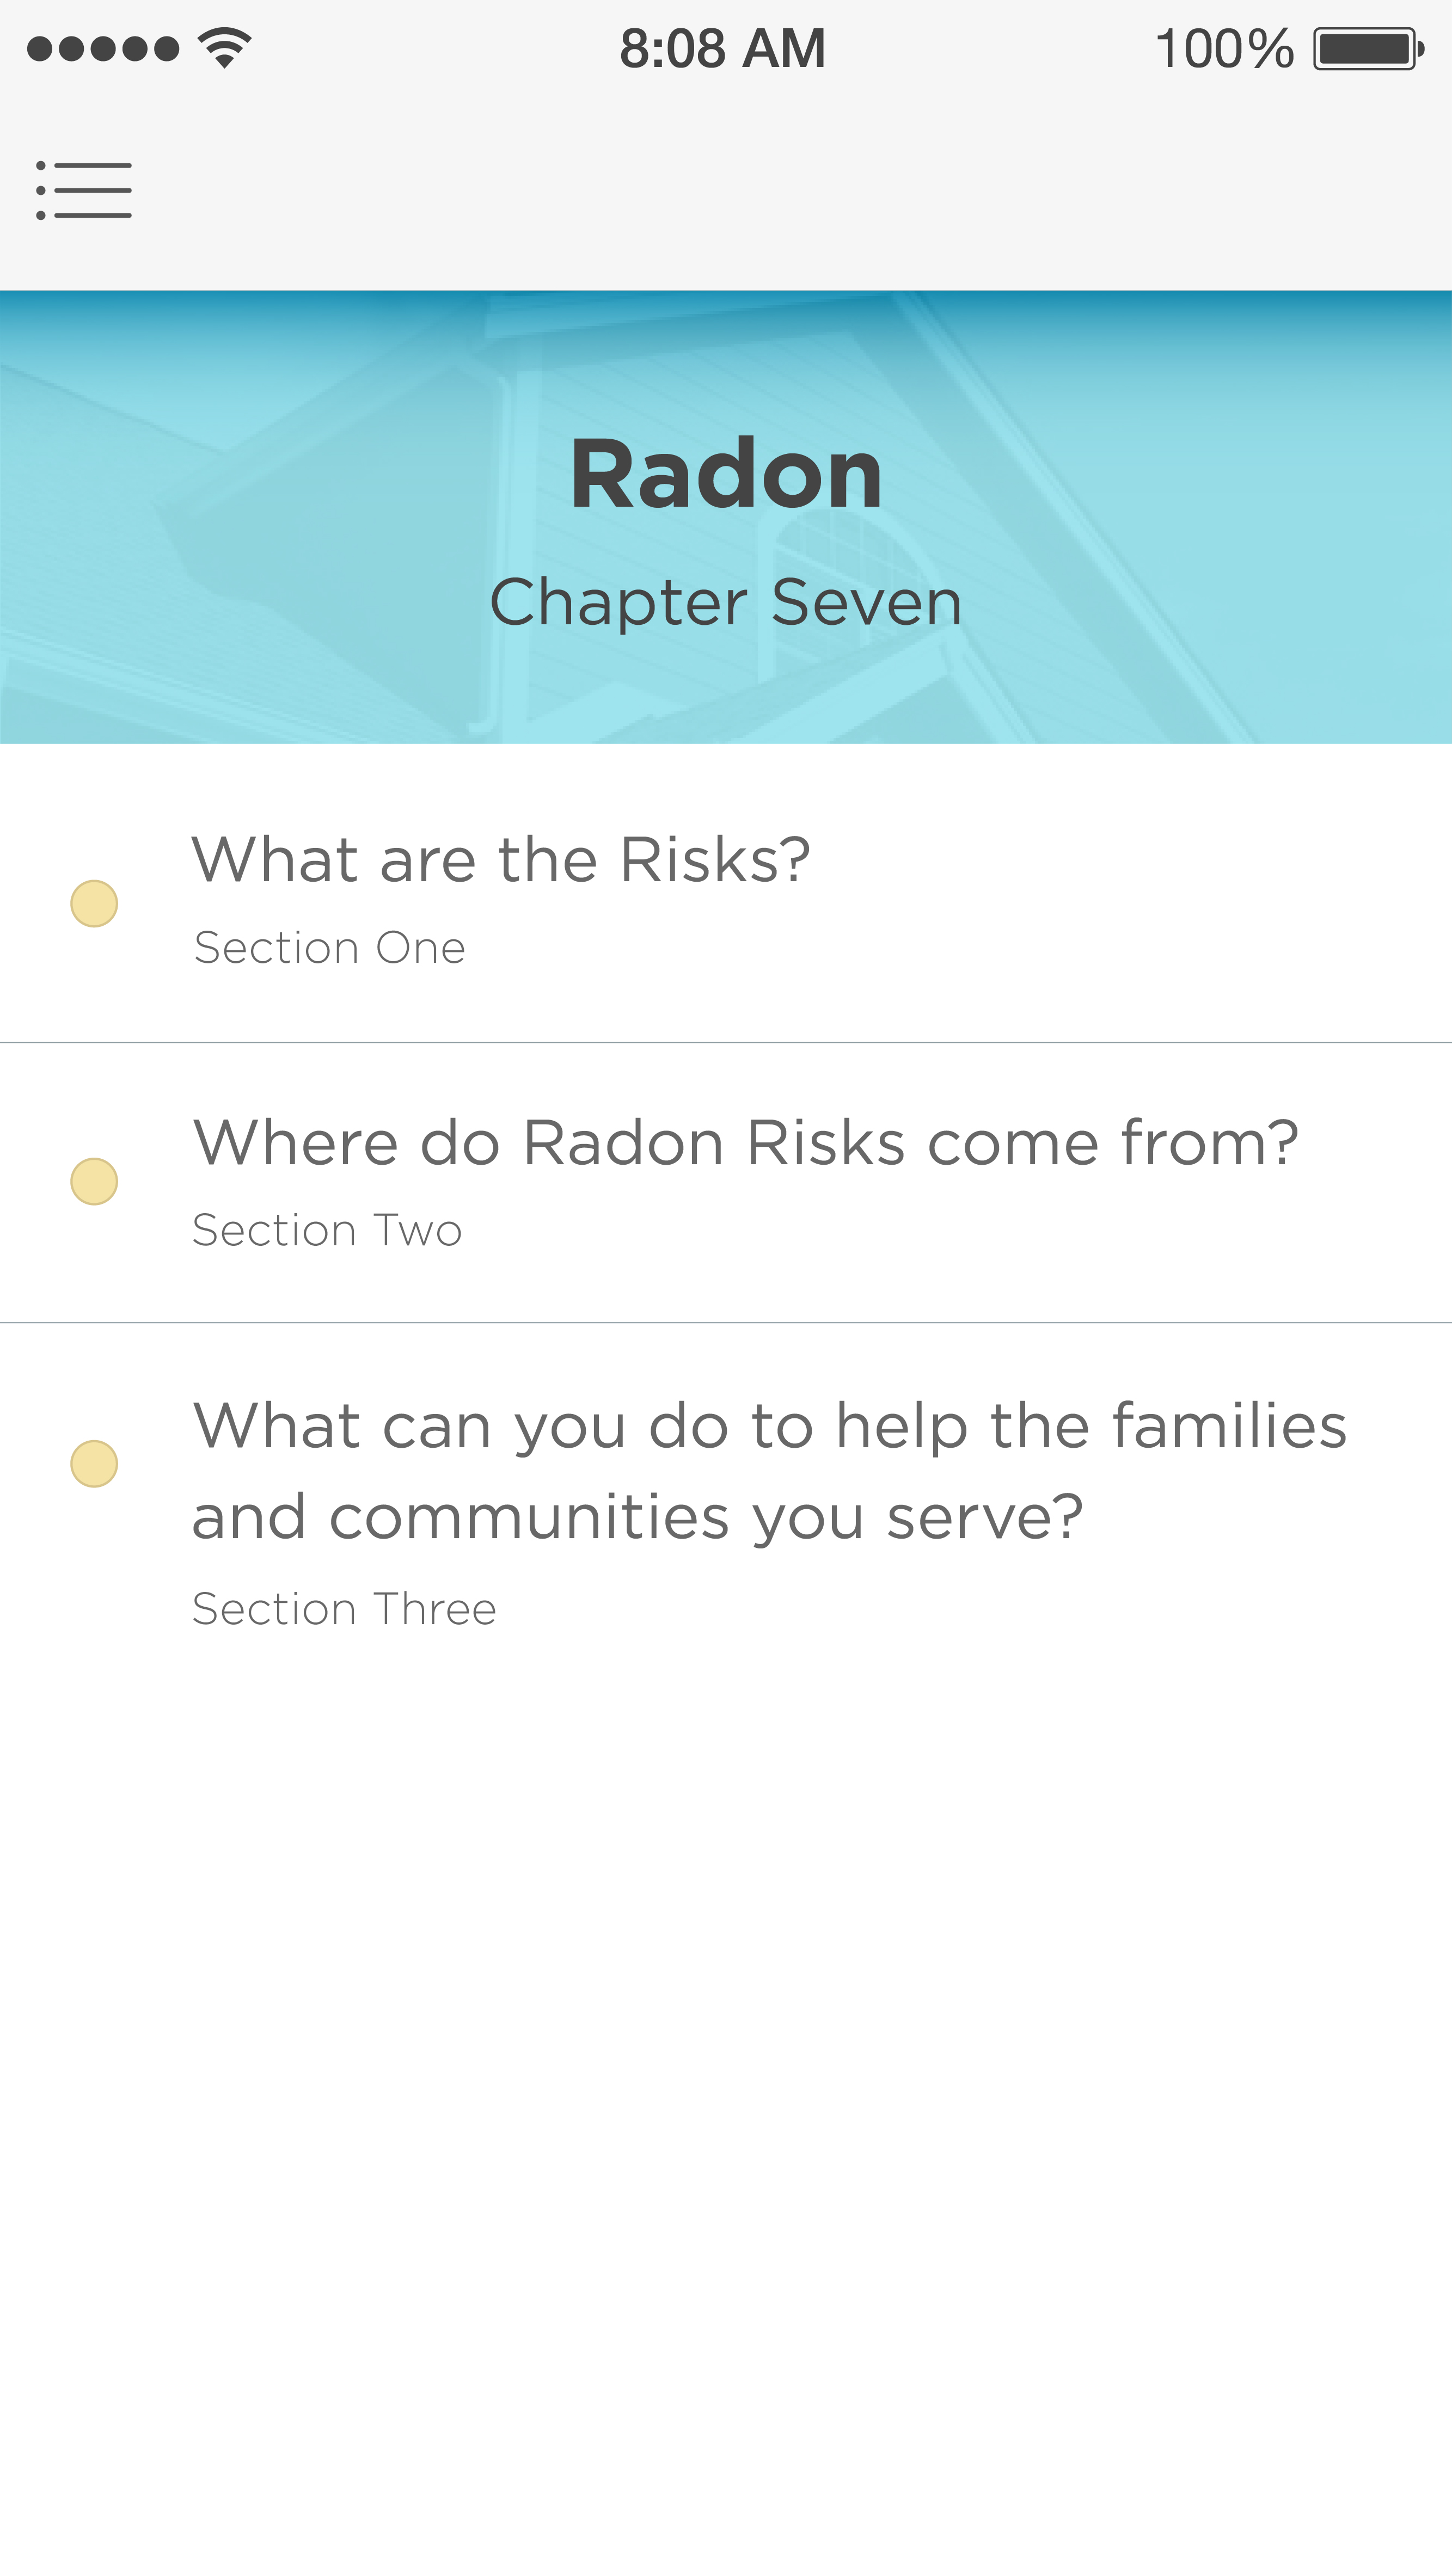 8:08 AM
100%
Radon
Chapter Seven
What are the Risks?
Section One
Where do Radon Risks come from?
Section Two
What can you do to help the families
and communities you serve?
Section Three